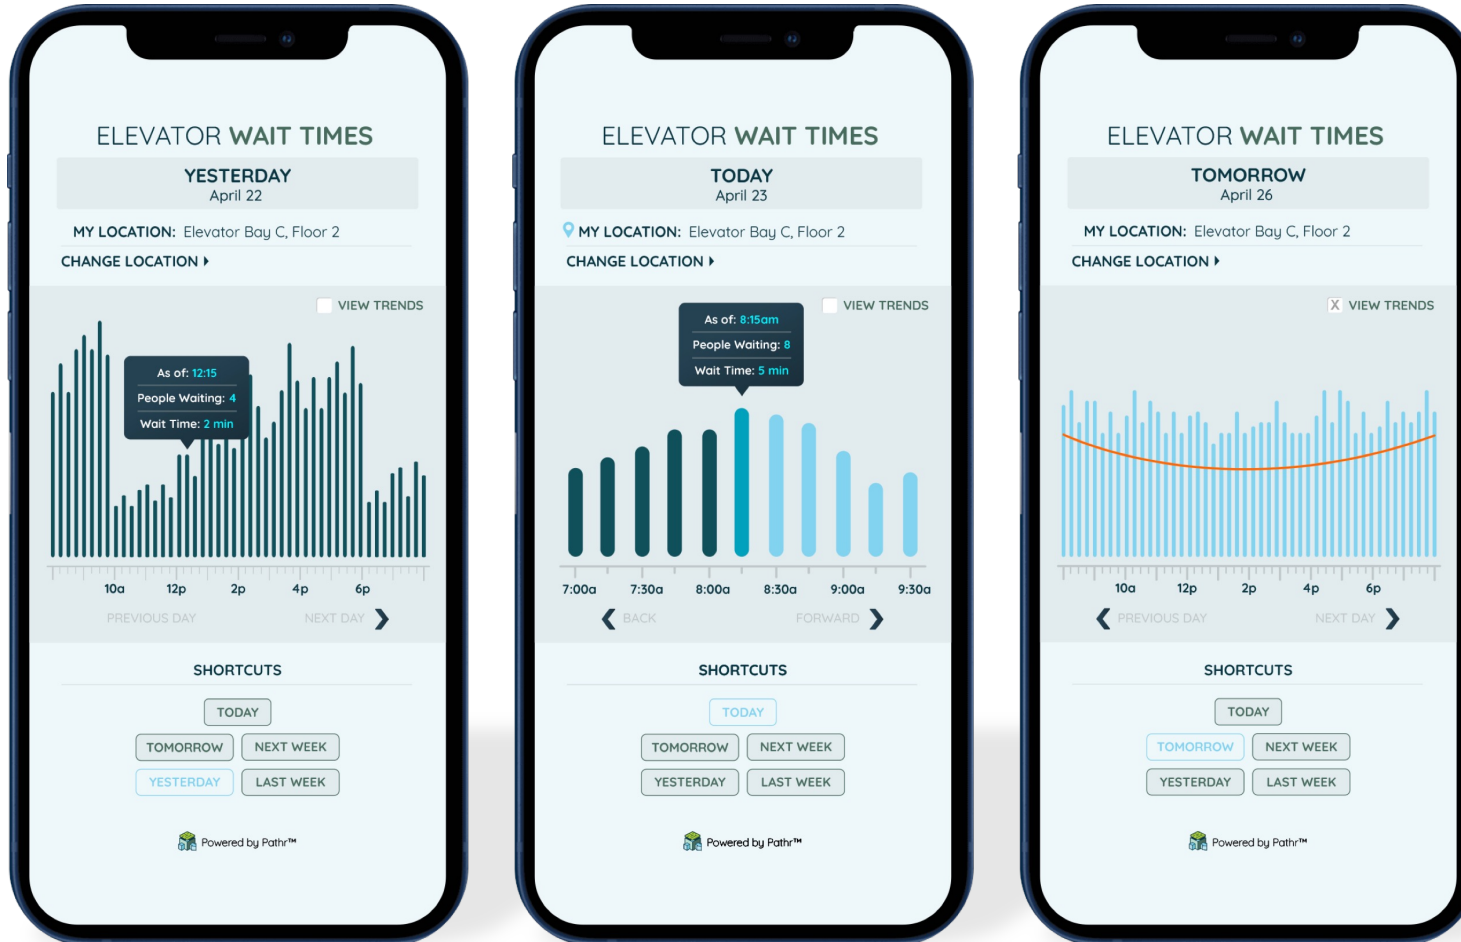 ELEVATOR WAIT TIMES
YESTERDAY
April 22
MY LOCATION: Elevator Bay C, Floor 2
CHANGE LOCATION
VIEW TRENDS
As of: 12:15
People Waiting: 4
Wait Time: 2 min
10a 12p 2p 4p 6p
PREVIOUS DAY NEXT DAY
SHORTCUTS
TODAY
TOMORROW NEXT WEEK
YESTERDAY LAST WEEK
Powered by Pathr™
ELEVATOR WAIT TIMES
TODAY
April 23
MY LOCATION: Elevator Bay C, Floor 2
CHANGE LOCATION
VIEW TRENDS
As of: 8:15am
People Waiting: 8
Wait Time: 5 min
7:00a 7:30a 8:00a 8:30a 9:00a 9:30a
BACK FORWARD
SHORTCUTS
TODAY
TOMORROW NEXT WEEK
YESTERDAY LAST WEEK
Powered by Pathr™
ELEVATOR WAIT TIMES
TOMORROW
April 26
MY LOCATION: Elevator Bay C, Floor 2
CHANGE LOCATION
X VIEW TRENDS
10a 12p 2p 4p 6p
PREVIOUS DAY NEXT DAY
SHORTCUTS
TODAY
TOMORROW NEXT WEEK
YESTERDAY LAST WEEK
Powered by Pathr™